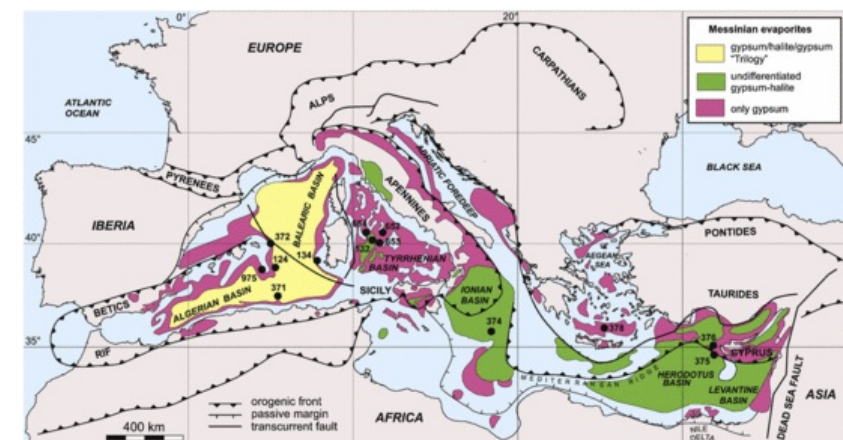 0°
20°
EUROPE
CARPATHIANS
ALPS
ATLANTIC
OCEAN
45°
PYRENEES
IBERIA
BALEARIC BASIN
APENNINES
ADRIATIC FOREDEEP
BLACK SEA
PONTIDES
40°
372
124
134
975
371
ALGERIAN BASIN
BETICS
RIF
35°
652
653
132
TYRRHENIAN
BASIN
SICILY
IONIAN
BASIN
374
AEGEAN
SEA
378
TAURIDES
376
CYPRUS
375
MEDITERRANEAN RIDGE
HERODOTUS
BASIN
LEVANTINE
BASIN
DEAD SEA FAULT
ASIA
AFRICA
NILE
DELTA
Messinian evaporites
gypsum/halite/gypsum
"Trilogy"
undifferentiated
gypsum-halite
only gypsum
orogenic front
passive margin
transcurrent fault
400 km